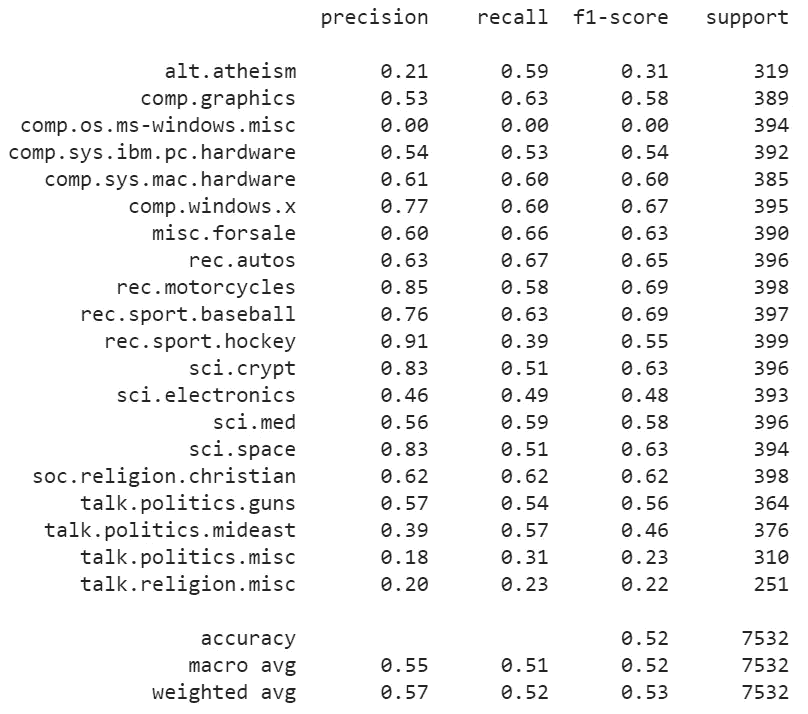 precision recall f1-score support
alt.atheism 0.21 0.59 0.31 319
comp.graphics 0.53 0.63 0.58 389
comp.os.ms-windows.misc 0.00 0.00 0.00 394
comp.sys.ibm.pc.hardware 0.54 0.53 0.54 392
comp.sys.mac.hardware 0.61 0.60 0.60 385
comp.windows.x 0.77 0.60 0.67 395
misc.forsale 0.60 0.66 0.63 390
rec.autos 0.63 0.67 0.65 396
rec.motorcycles 0.85 0.58 0.69 398
rec.sport.baseball 0.76 0.63 0.69 397
rec.sport.hockey 0.91 0.39 0.55 399
sci.crypt 0.83 0.51 0.63 396
sci.electronics 0.46 0.49 0.48 393
sci.med 0.56 0.59 0.58 396
sci.space 0.83 0.51 0.63 394
soc.religion.christian 0.62 0.62 0.62 398
talk.politics.guns 0.57 0.54 0.56 364
talk.politics.mideast 0.39 0.57 0.46 376
talk.politics.misc 0.18 0.31 0.23 310
talk.religion.misc 0.20 0.23 0.22 251
accuracy 0.52 7532
macro avg 0.55 0.51 0.52 7532
weighted avg 0.57 0.52 0.53 7532